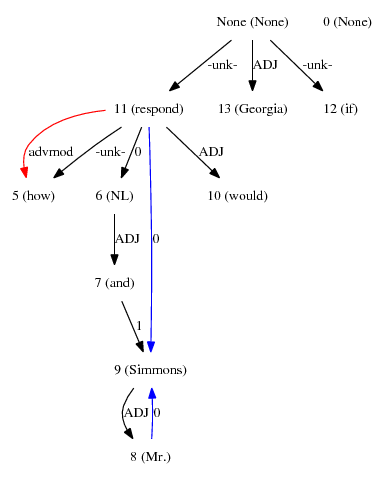 None (None) 0 (None)
-unk- ADJ -unk-
11 (respond) 13 (Georgia) 12 (if)
advmod -unk- 0 ADJ
5 (how) 6 (NL) 10 (would)
ADJ 0
7 (and)
1
9 (Simmons)
ADJ 0
8 (Mr.)